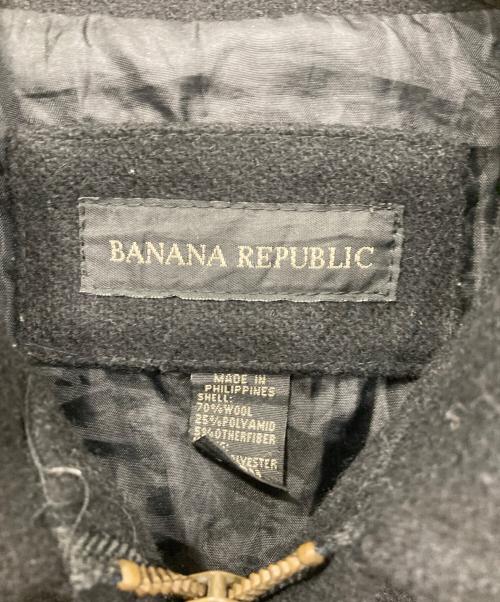 BANANA REPUBLIC
MADE IN
PHILIPPINES
SHELL:
70%WOOL
25%POLYAMID
5%OTHERFIBER